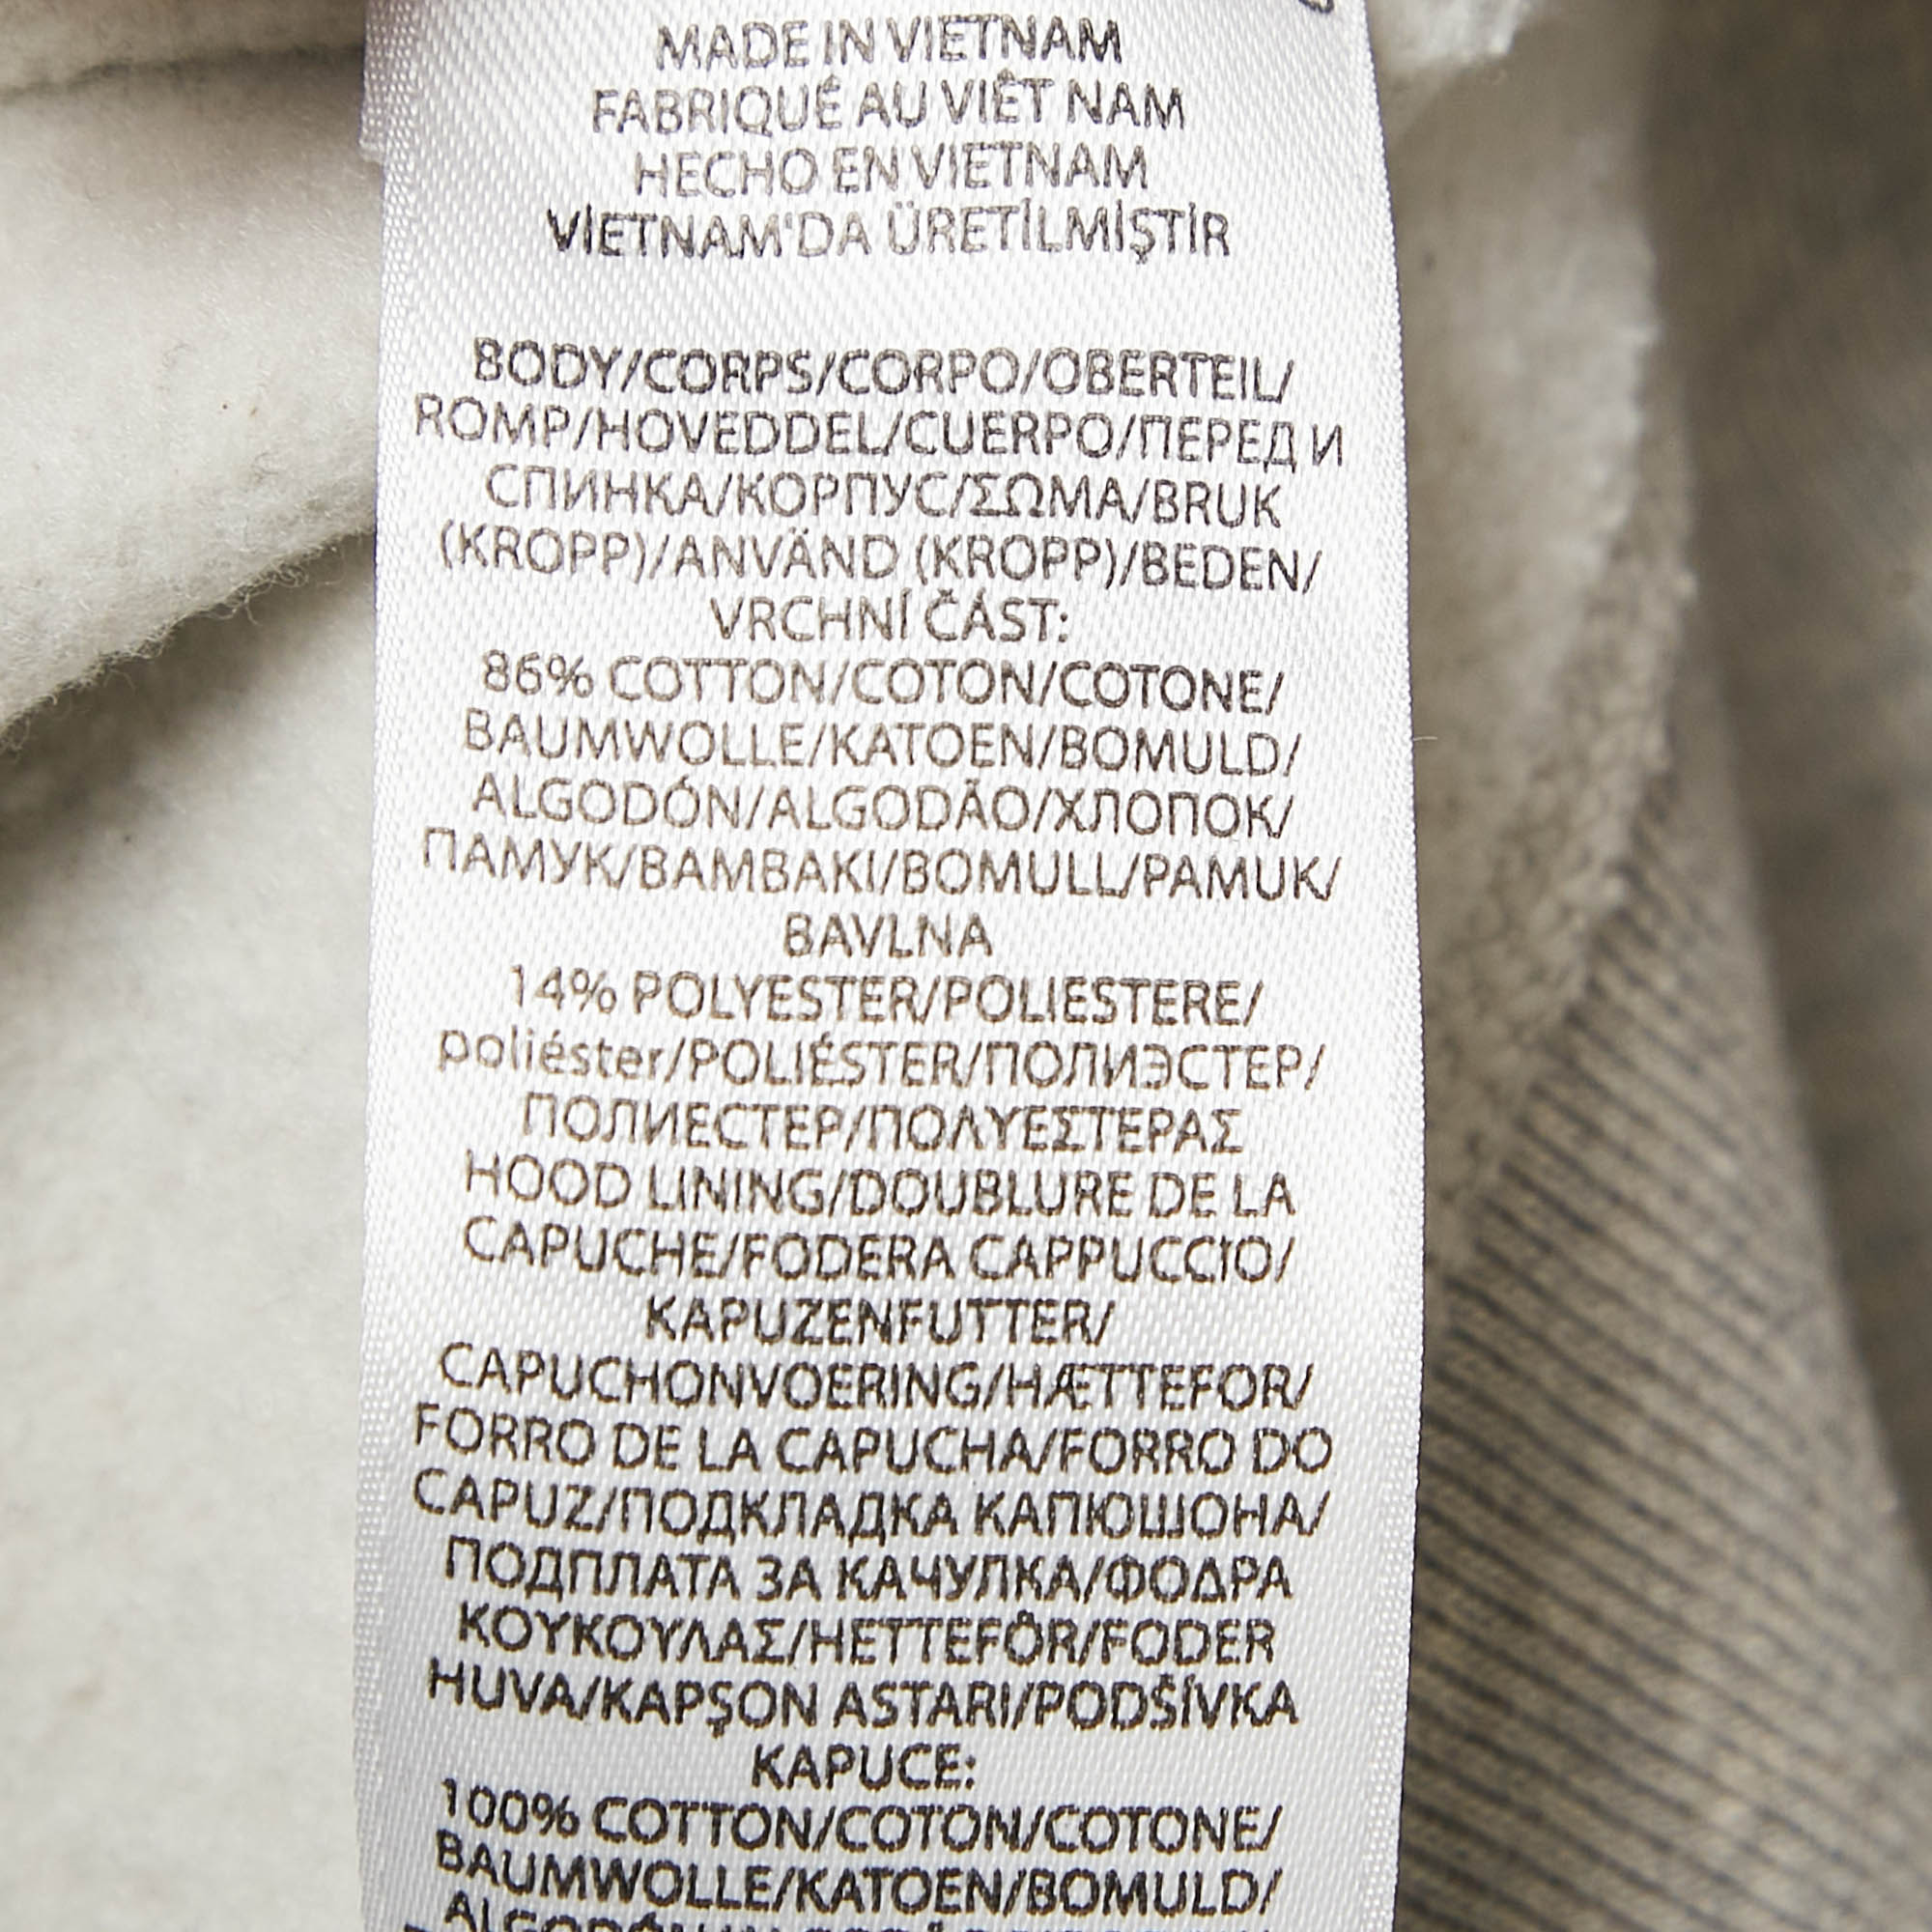 MADE IN VIETNAM
FABRIQUÉ AU VIÊT NAM
HECHO EN VIETNAM
VİETNAM'DA ÜRETİLMİŞTİR
BODY/CORPS/CORPO/OBERTEIL/
ROMP/HOVEDDEL/CUERPO/ПЕРЕД И
СПИНКА/КОРПУС/ΣΩΜΑ/BRUK
(KROPP)/ANVÄND (KROPP)/BEDEN/
VRCHNÍ ČÁST:
86% COTTON/COTON/COTONE/
BAUMWOLLE/KATOEN/BOMULD/
ALGODÓN/ALGODÃO/ХЛОПОК/
ПАМУК/ΒΑΜΒΑΚΙ/BOMULL/PAMUK/
BAVLNA
14% POLYESTER/POLIESTERE/
poliéster/POLIÉSTER/ПОЛИЭСТЕР/
ПОЛИЕСТЕР/ΠΟΛΥΕΣΤΕΡΑΣ
HOOD LINING/DOUBLURE DE LA
CAPUCHE/FODERA CAPPUCCIO/
KAPUZENFUTTER/
CAPUCHONVOERING/HÆTTEFOR/
FORRO DE LA CAPUCHA/FORRO DO
CAPUZ/ПОДКЛАДКА КАПЮШОНА/
ПОДПЛАТА ЗА КАЧУЛКА/ΦΟΔΡΑ
ΚΟΥΚΟΥΛΑΣ/HETTEFÔR/FODER
HUVA/KAPŞON ASTARI/PODŠÍVKA
KAPUCE:
100% COTTON/COTON/COTONE/
BAUMWOLLE/KATOEN/BOMULD/